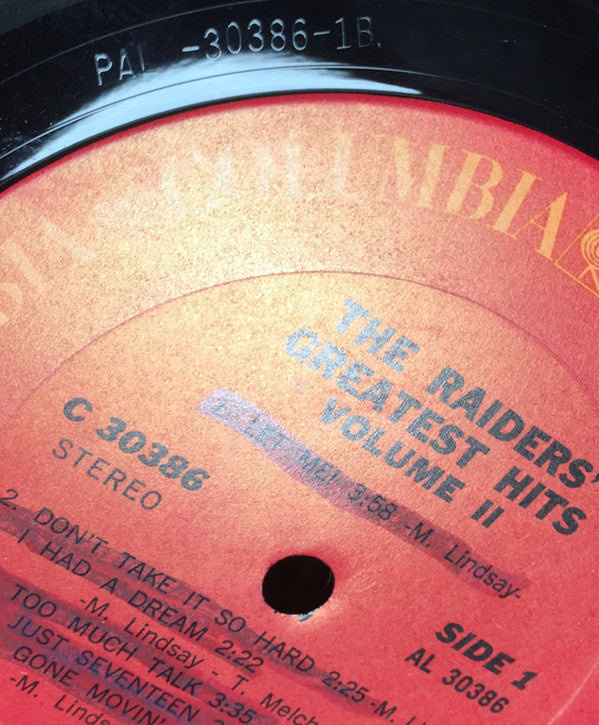 PAL -30386-1B
COLUMBIA
THE RAIDERS'
GREATEST HITS
VOLUME II
C 30386
STEREO
SIDE 1
AL 30386
ME! 3:58 -M. Lindsay-
2. DON'T TAKE IT SO HARD 2:25 -M.
I HAD A DREAM 2:22
-M. Lindsay - T. Melch
TOO MUCH TALK 3:35
JUST SEVENTEEN
GONE MOVIN'
-M. Linds